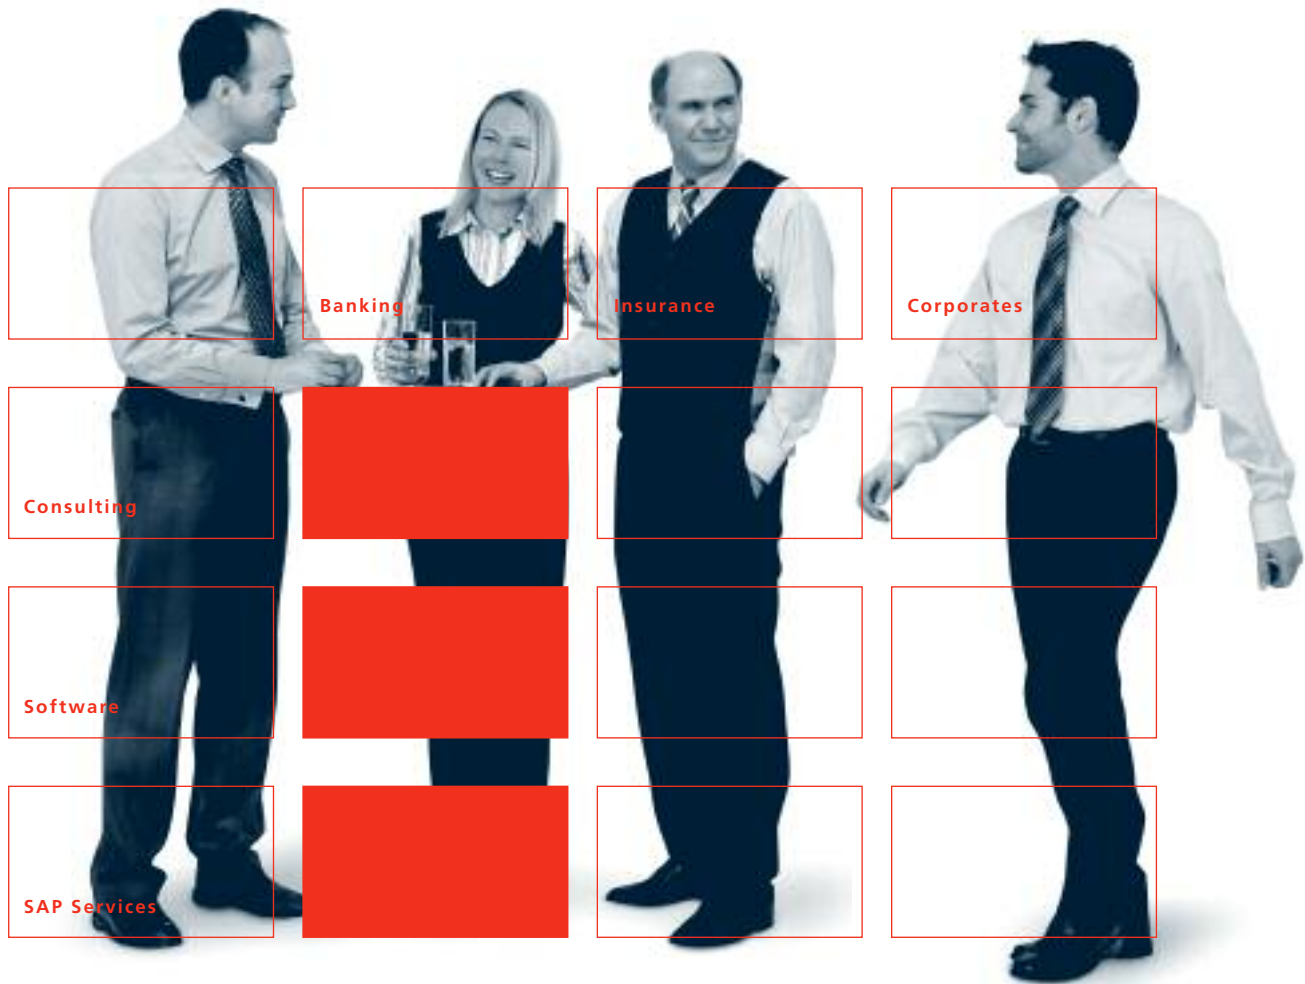 Banking
Insurance
Corporates
Consulting
Software
SAP Services